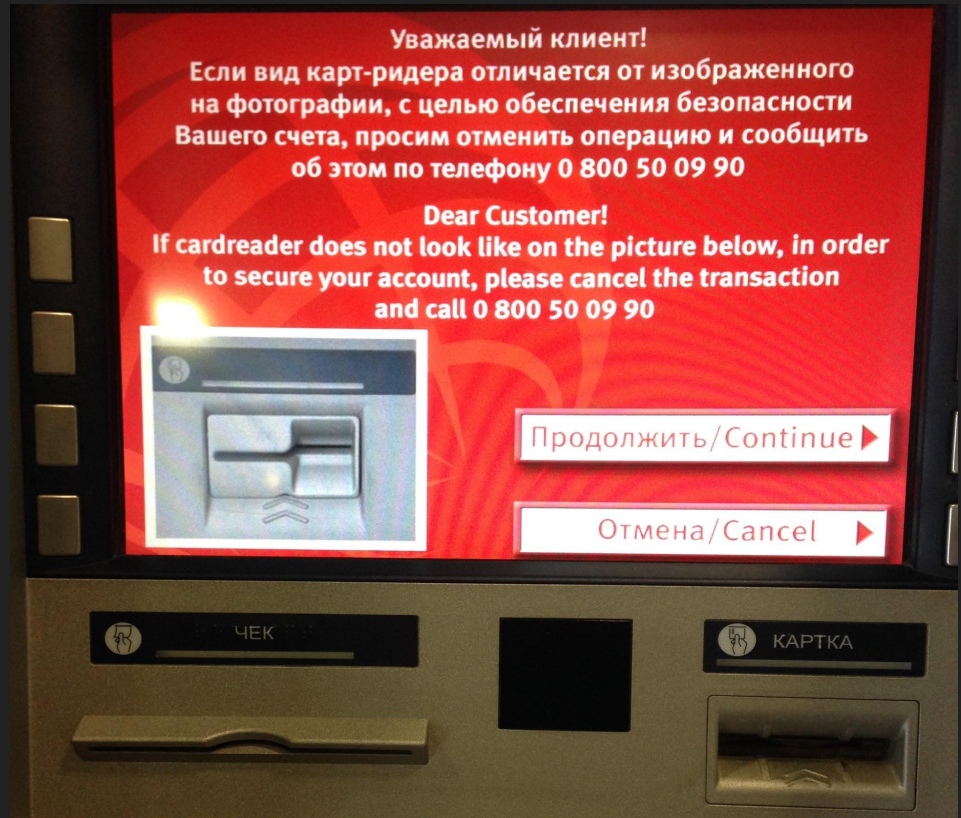 Уважаемый клиент!
Если вид карт-ридера отличается от изображенного
на фотографии, с целью обеспечения безопасности
Вашего счета, просим отменить операцию и сообщить
об этом по телефону 0 800 50 09 90
Dear Customer!
If cardreader does not look like on the picture below, in order
to secure your account, please cancel the transaction
and call 0 800 50 09 90
Продолжить/Continue
Отмена/Cancel
ЧЕК
КАРТКА